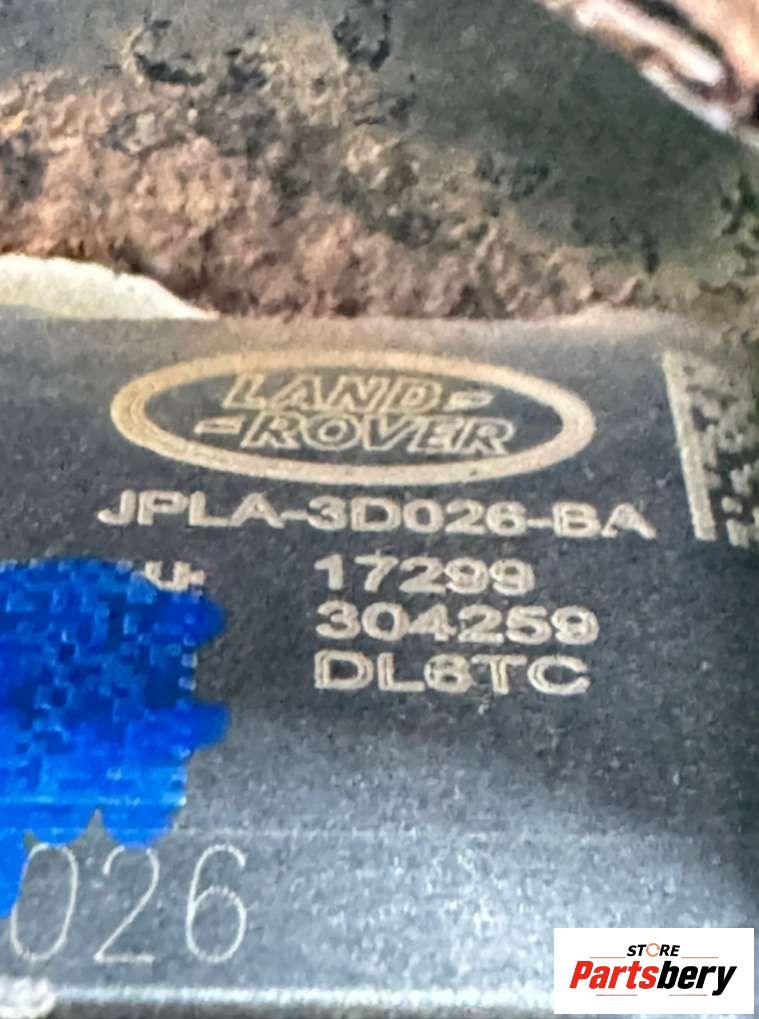 LAND
ROVER
JPLA-3D026-BA
17299
304259
DL6TC
026
STORE
Partsbery